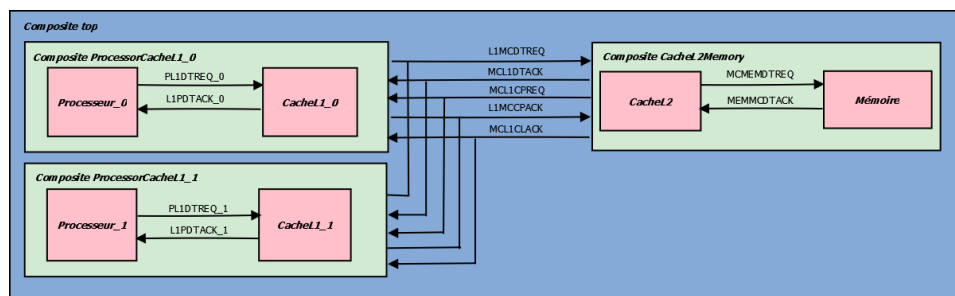 Composite top
Composite ProcessorCacheL1_0
Processeur_0
PL1DTREQ_0
L1PDTACK_0
CacheL1_0
L1MCDTREQ
MCL1DTACK
MCL1CPREQ
L1MCCPACK
MCL1CLACK
Composite CacheL2Memory
CacheL2
MCMEMDTREQ
MEMMCDTACK
Mémoire
Composite ProcessorCacheL1_1
Processeur_1
PL1DTREQ_1
L1PDTACK_1
CacheL1_1